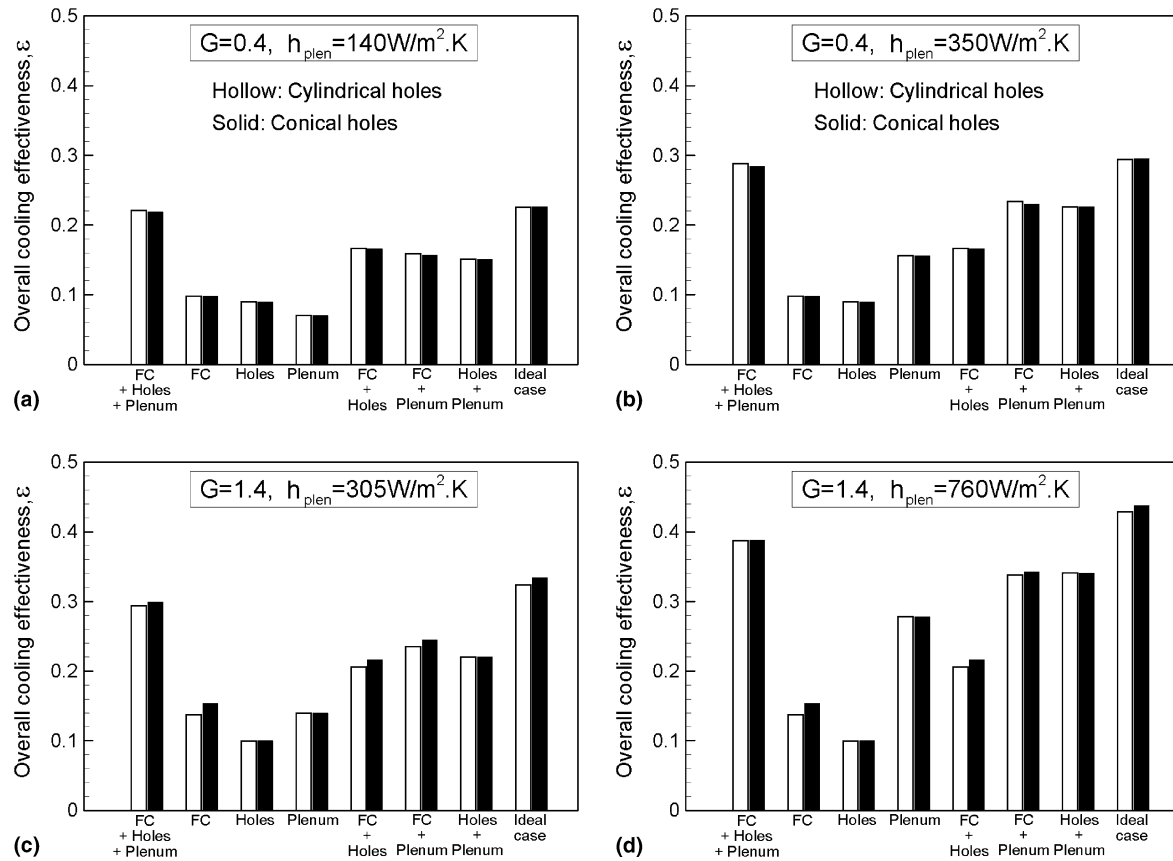 0.5
0.4
0.3
0.2
0.1
0
Overall cooling effectiveness, ε
G=0.4, h_plen=140W/m².K
Hollow: Cylindrical holes
Solid: Conical holes
FC FC Holes Plenum FC FC Holes Ideal
+ Holes + + + case
+ Plenum Holes Plenum Plenum
(a)
0.5
0.4
0.3
0.2
0.1
0
Overall cooling effectiveness, ε
G=0.4, h_plen=350W/m².K
Hollow: Cylindrical holes
Solid: Conical holes
FC FC Holes Plenum FC FC Holes Ideal
+ Holes + + + case
+ Plenum Holes Plenum Plenum
(b)
0.5
0.4
0.3
0.2
0.1
0
Overall cooling effectiveness, ε
G=1.4, h_plen=305W/m².K
FC FC Holes Plenum FC FC Holes Ideal
+ Holes + + + case
+ Plenum Holes Plenum Plenum
(c)
0.5
0.4
0.3
0.2
0.1
0
Overall cooling effectiveness, ε
G=1.4, h_plen=760W/m².K
FC FC Holes Plenum FC FC Holes Ideal
+ Holes + + + case
+ Plenum Holes Plenum Plenum
(d)